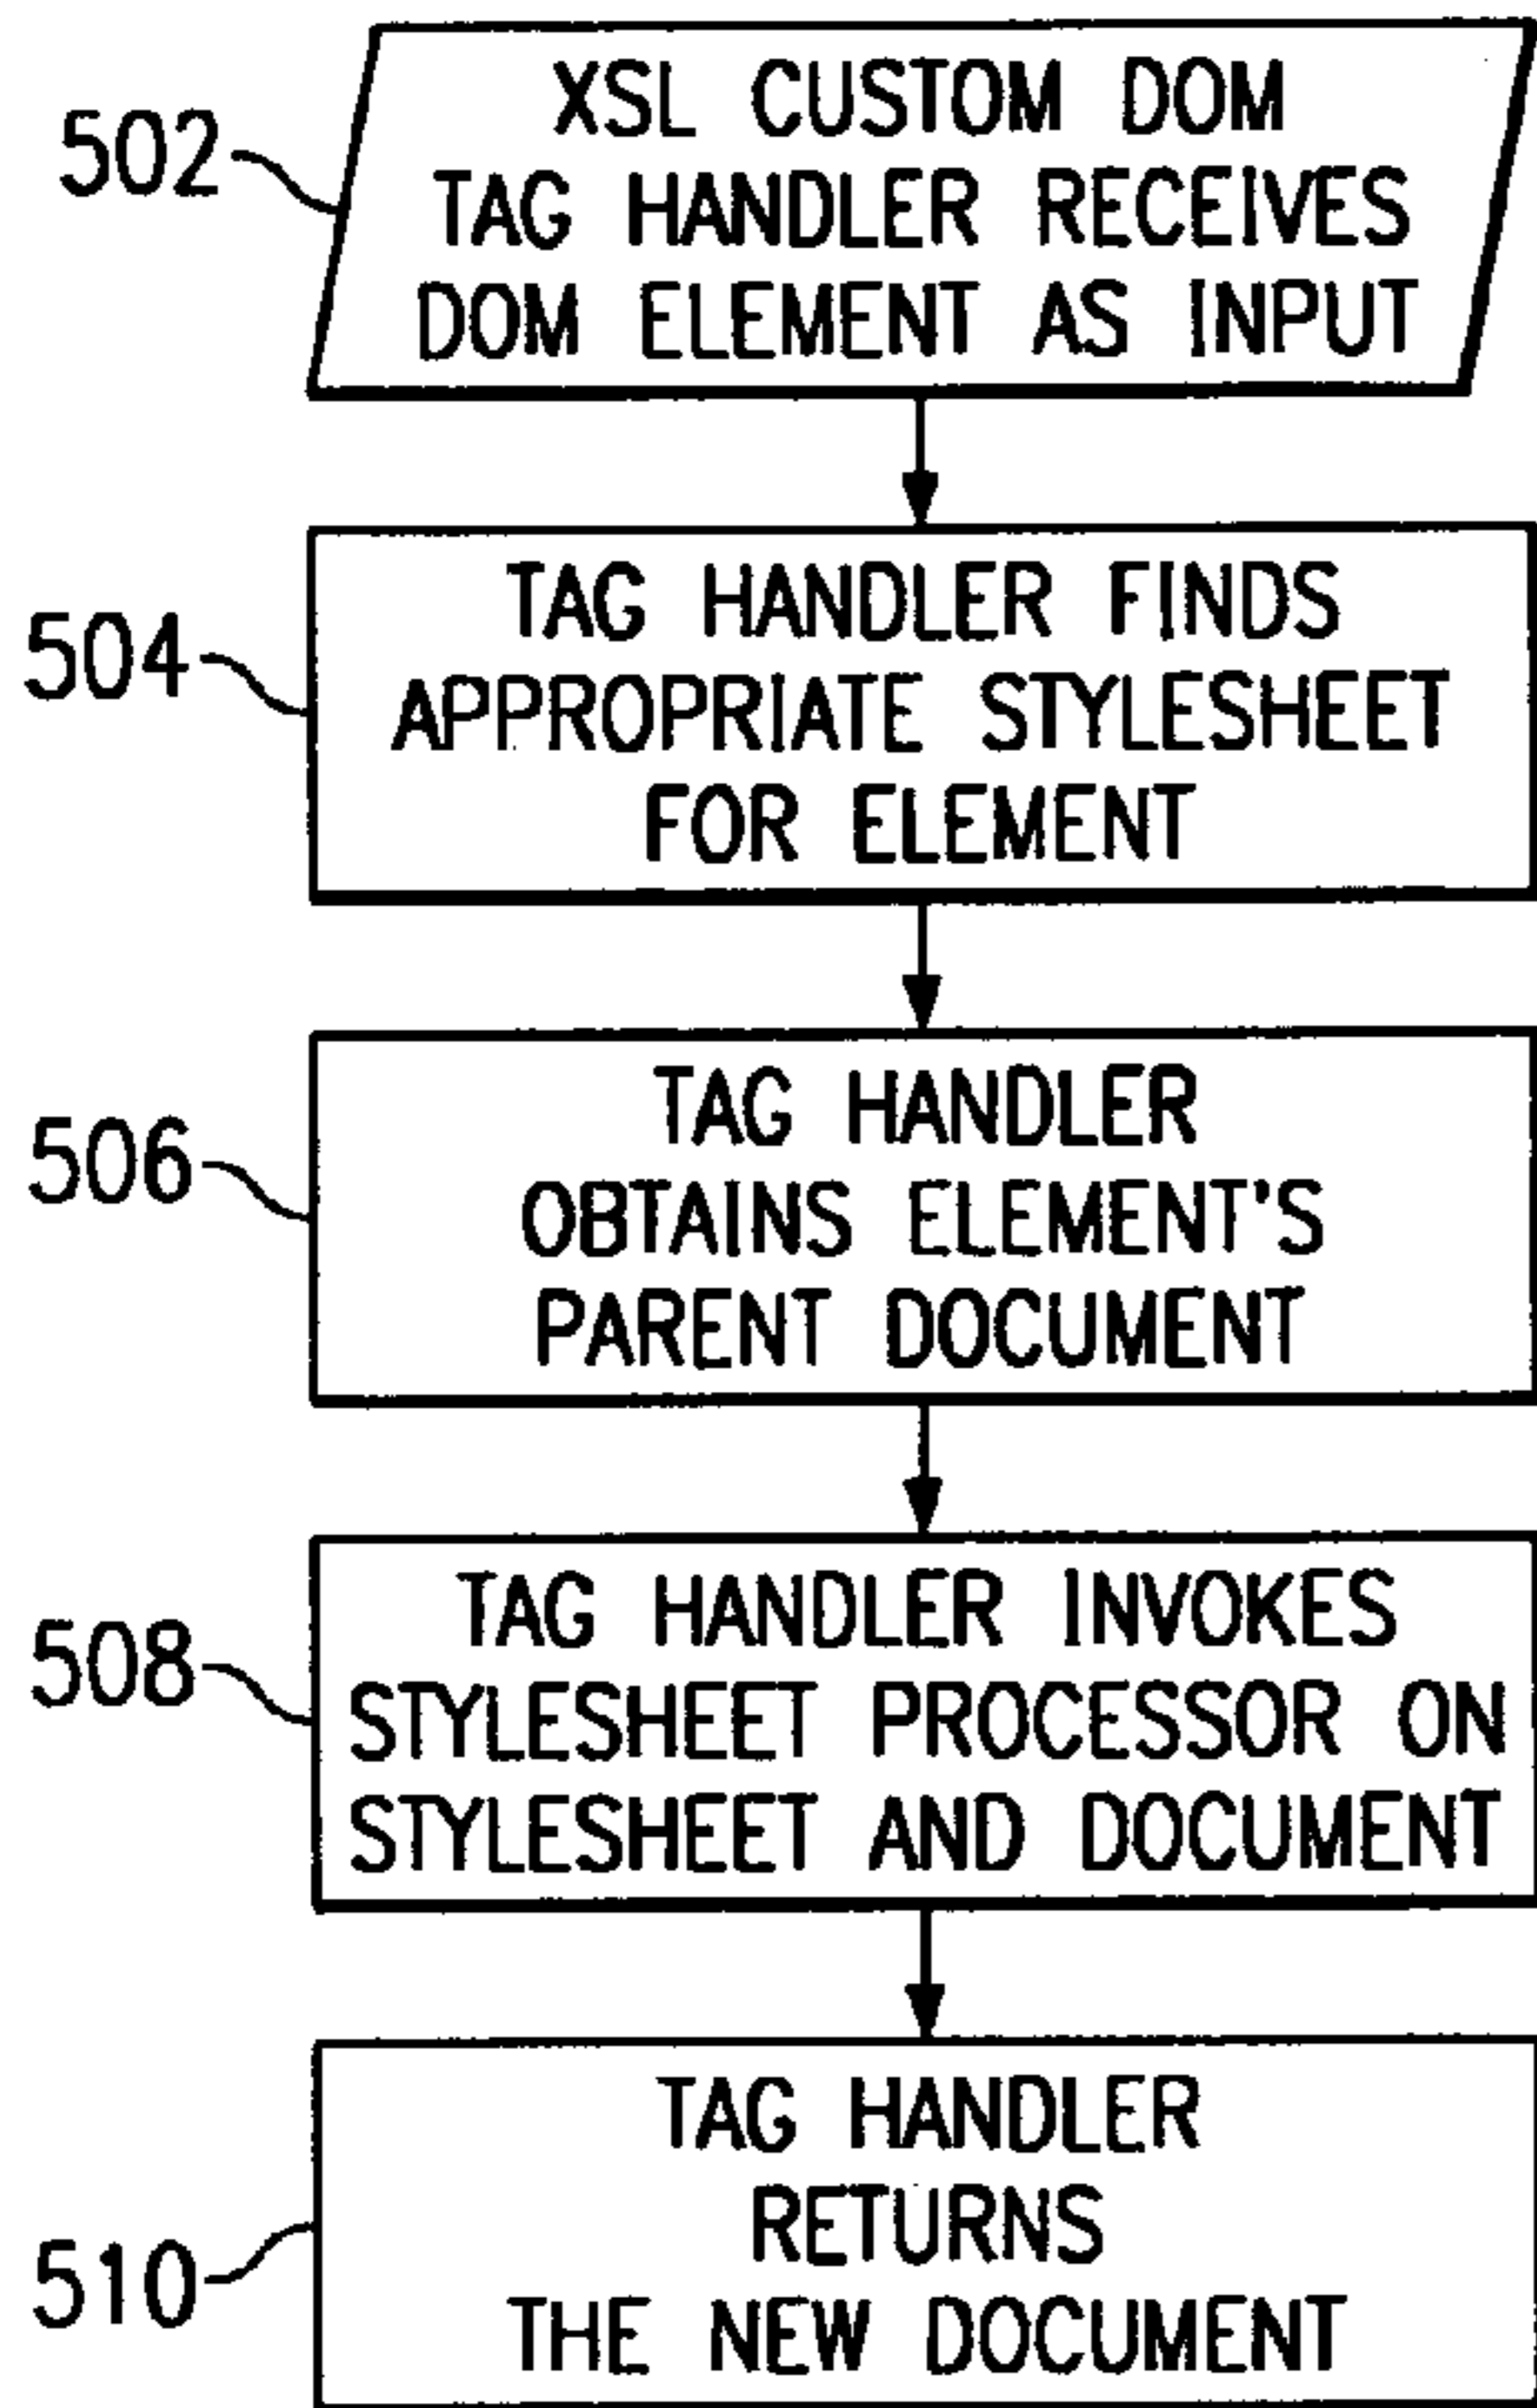 502
XSL CUSTOM DOM
TAG HANDLER RECEIVES
DOM ELEMENT AS INPUT
504
TAG HANDLER FINDS
APPROPRIATE STYLESHEET
FOR ELEMENT
506
TAG HANDLER
OBTAINS ELEMENT'S
PARENT DOCUMENT
508
TAG HANDLER INVOKES
STYLESHEET PROCESSOR ON
STYLESHEET AND DOCUMENT
510
TAG HANDLER
RETURNS
THE NEW DOCUMENT